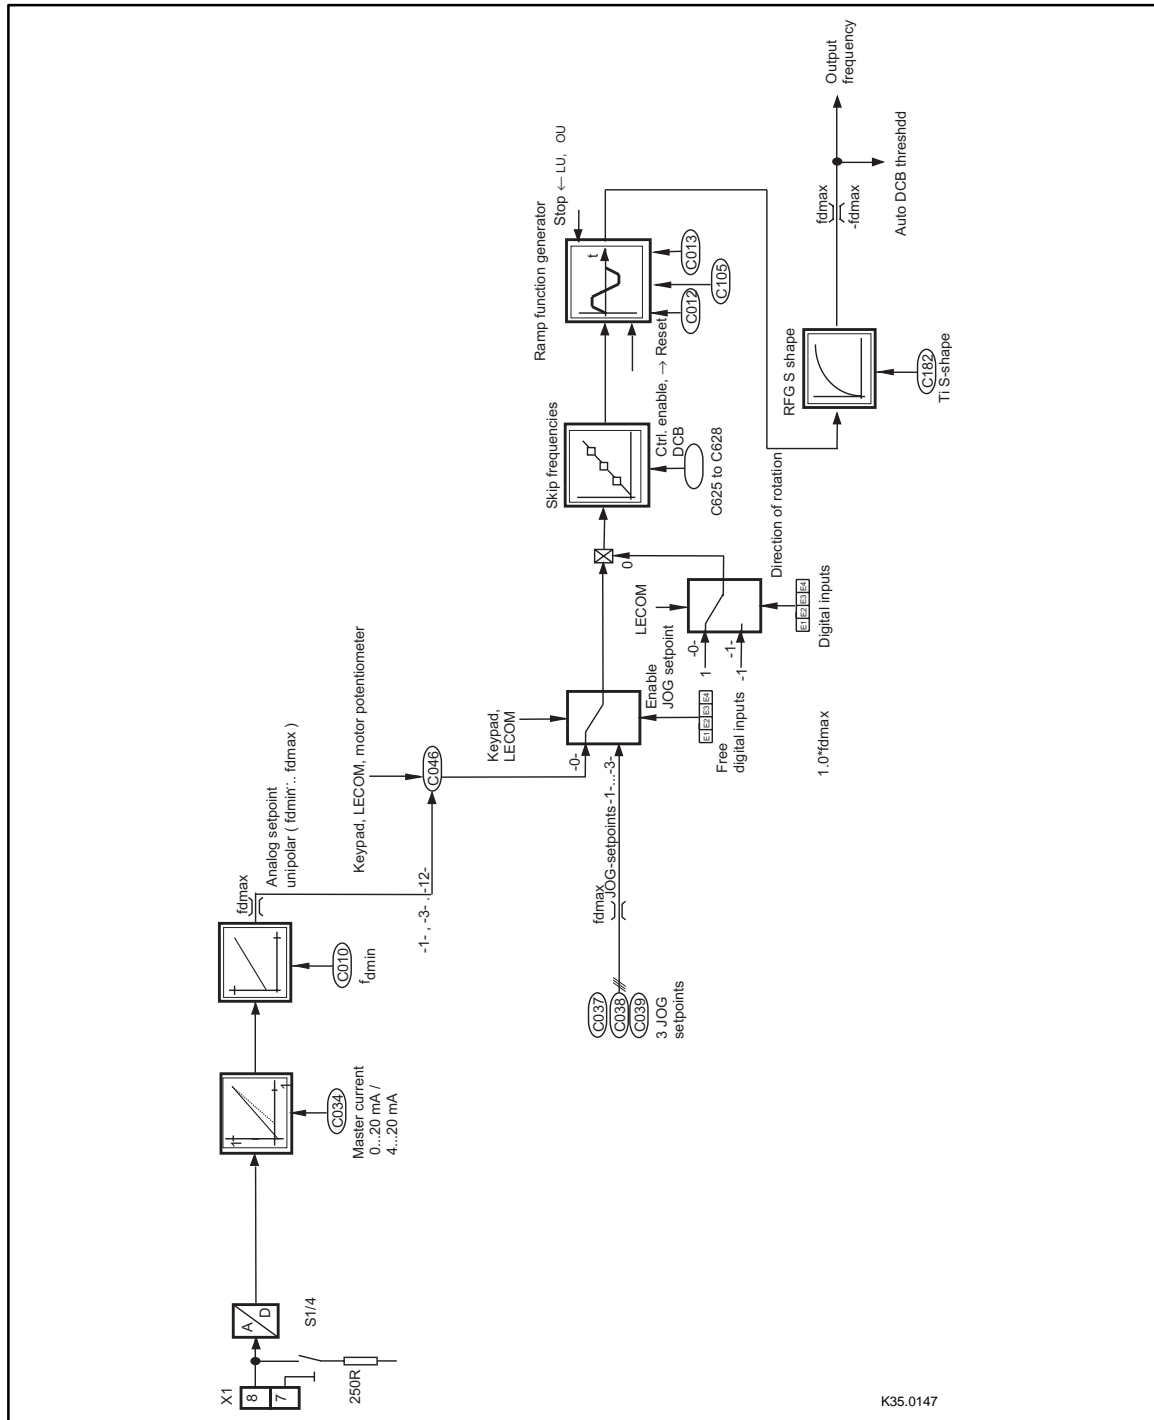 X1
8
7
250R
A
D
S1/4
1
1
C034
Master current
0...20 mA /
4...20 mA
C010
fdmin
fdmax
Analog setpoint
unipolar ( fdmin... fdmax )
-1- , -3- . .-12-
Keypad, LECOM, motor potentiometer
C046
C037
C038
C039
3 JOG
setpoints
fdmax
JOG-setpoints-1-...-3-
-0-
Keypad,
LECOM
Enable
JOG setpoint
E1 E2 E3 E4
Free
digital inputs
-0-
1
-1-
-1
LECOM
0
Direction of rotation
E1 E2 E3 E4
Digital inputs
1.0*fdmax
Skip frequencies
C625 to C628
Ctrl. enable, → Reset
DCB
Ramp function generator
Stop ← LU, OU
t
C012
C105
C013
RFG S shape
C182
Ti S-shape
fdmax
-fdmax
Output
frequency
Auto DCB threshdd
K35.0147